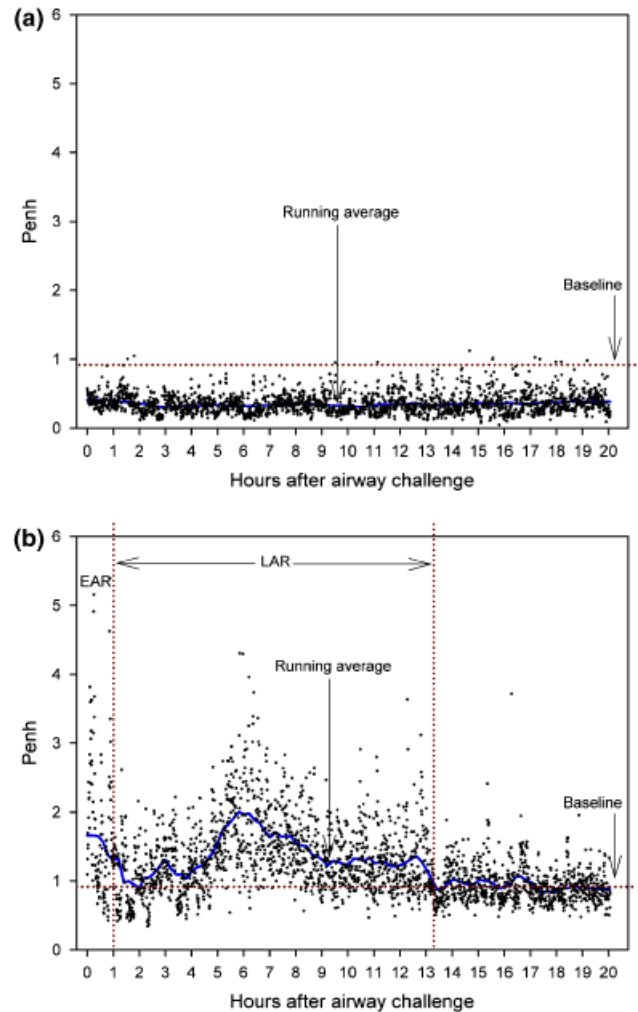 (a)
6
5
4
3
2
1
0
Penh
Running average
Baseline
0 1 2 3 4 5 6 7 8 9 10 11 12 13 14 15 16 17 18 19 20
Hours after airway challenge
(b)
6
5
4
3
2
1
0
Penh
EAR
LAR
Running average
Baseline
0 1 2 3 4 5 6 7 8 9 10 11 12 13 14 15 16 17 18 19 20
Hours after airway challenge